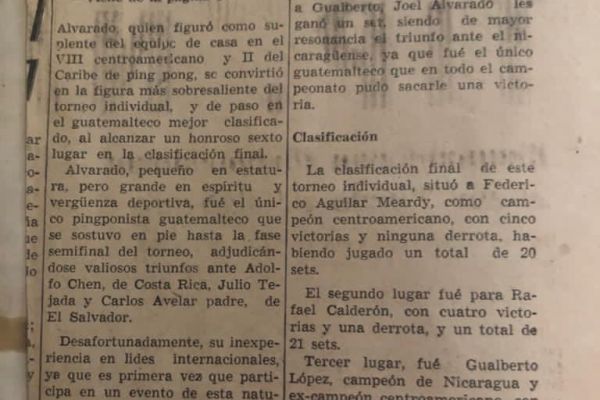 Alvarado, quien figuró como su-
plente del equipo de casa en el
VIII centroamericano y II del
Caribe de ping pong, se convirtió
en la figura más sobresaliente del
torneo individual, y de paso en
el guatemalteco mejor clasifica-
do, al alcanzar un honroso sexto
lugar en la clasificación final.
Alvarado, pequeño en estatu-
ra, pero grande en espíritu y
vergüenza deportiva, fué el úni-
co pingponista guatemalteco que
se sostuvo en pie hasta la fase
semifinal del torneo, adjudicán-
dose valiosos triunfos ante Adol-
fo Chen, de Costa Rica, Julio Te-
jada y Carlos Avelar padre, de
El Salvador.
Desafortunadamente, su inexpe-
riencia en lides internacionales,
ya que es primera vez que parti-
cipa en un evento de esta natu-
a Gualberto, Joel Alvarado les
ganó un set, siendo de mayor
resonancia el triunfo ante el ni-
caragüense, ya que fué el único
guatemalteco que en todo el cam-
peonato pudo sacarle una victo-
ria.
Clasificación
La clasificación final de este
torneo individual, situó a Federi-
co Aguilar Meardy, como cam-
peón centroamericano, con cinco
victorias y ninguna derrota, ha-
biendo jugado un total de 20
sets.
El segundo lugar fué para Ra-
fael Calderón, con cuatro victo-
rias y una derrota, y un total de
21 sets.
Tercer lugar, fué Gualberto
López, campeón de Nicaragua y
ex-campeón centroamericano, con